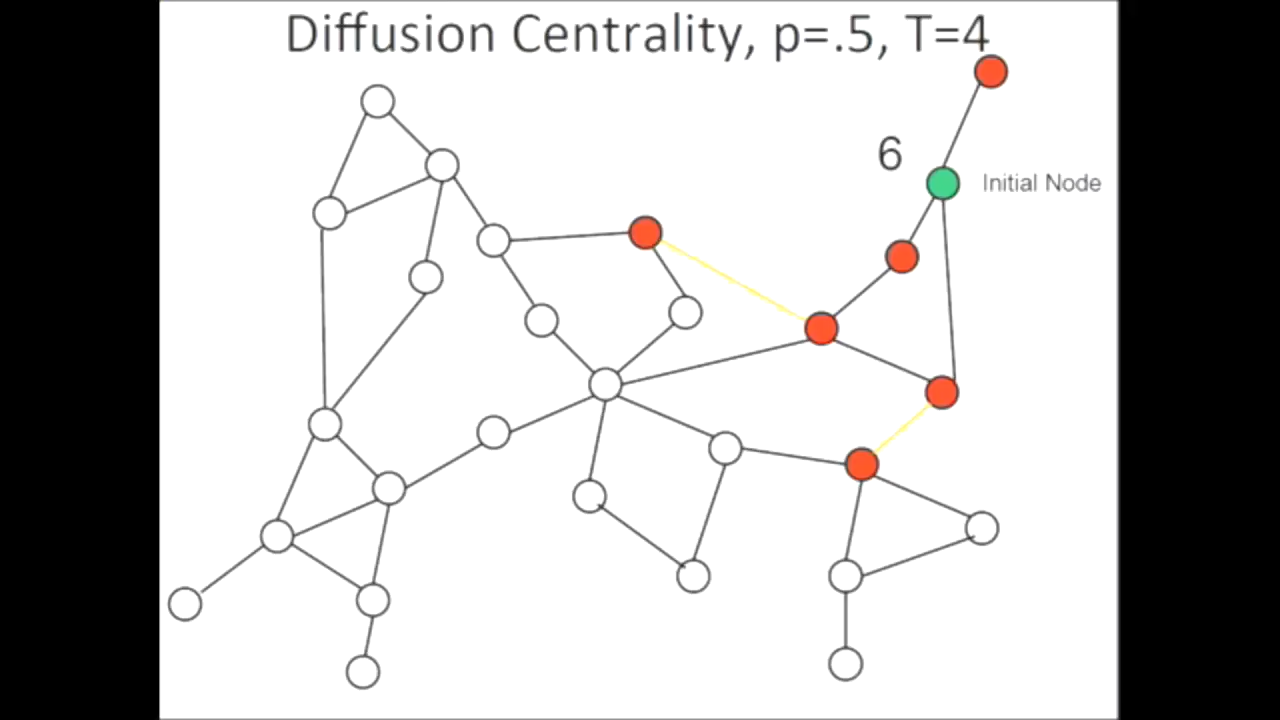 Diffusion Centrality, p=.5, T=4
6
Initial Node